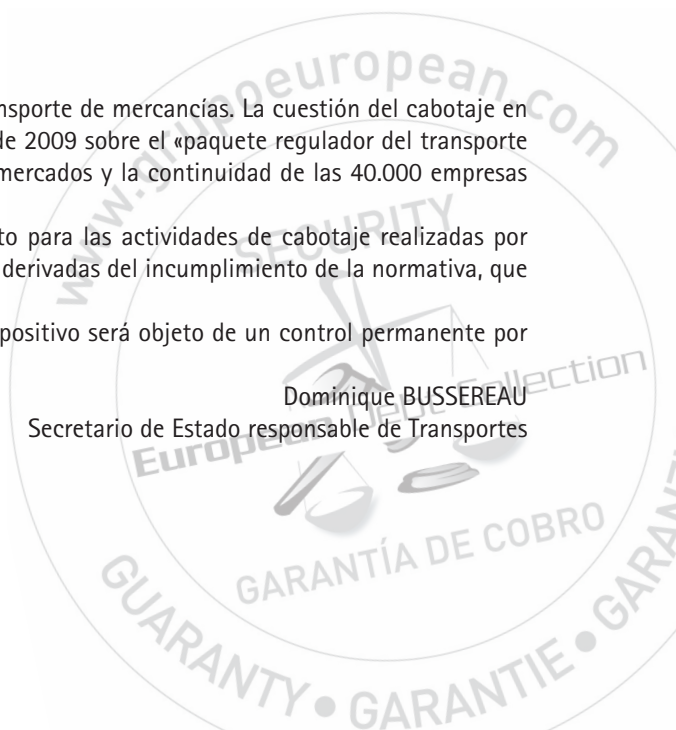 nsporte de mercancías. La cuestión del cabotaje en
de 2009 sobre el «paquete regulador del transporte
mercados y la continuidad de las 40.000 empresas
to para las actividades de cabotaje realizadas por
derivadas del incumplimiento de la normativa, que
positivo será objeto de un control permanente por
Dominique BUSSEREAU
Secretario de Estado responsable de Transportes
www.grupoeuropean.com
SECURITY
European Debt Collection
GARANTÍA DE COBRO
GUARANTY • GARANTIE • GARANT